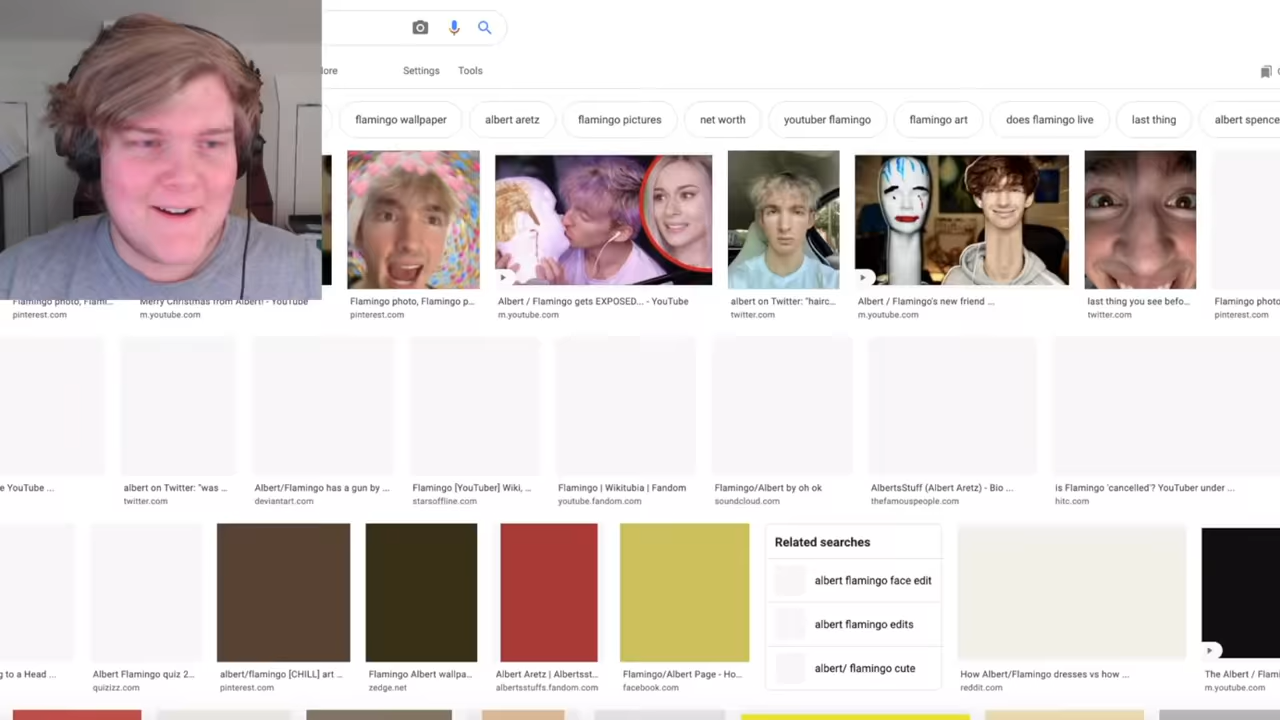 Settings
Tools
flamingo wallpaper
albert aretz
flamingo pictures
net worth
youtuber flamingo
flamingo art
does flamingo live
last thing
albert spence
Flamingo photo, Flami...
Merry Christmas from Albert! - YouTube
Flamingo photo, Flamingo p...
Albert / Flamingo gets EXPOSED... - YouTube
albert on Twitter: "hairc...
Albert / Flamingo's new friend ...
last thing you see befo...
Flamingo photo
pinterest.com
m.youtube.com
pinterest.com
m.youtube.com
twitter.com
m.youtube.com
twitter.com
pinterest.com
e YouTube ...
albert on Twitter: "was ...
Albert/Flamingo has a gun by ...
Flamingo [YouTuber] Wiki, ...
Flamingo | Wikitubia | Fandom
Flamingo/Albert by oh ok
AlbertsStuff (Albert Aretz) - Bio ...
is Flamingo 'cancelled'? YouTuber under ...
twitter.com
deviantart.com
starsoffline.com
youtube.fandom.com
soundcloud.com
thefamouspeople.com
hitc.com
Related searches
albert flamingo face edit
albert flamingo edits
albert/ flamingo cute
g to a Head ...
Albert Flamingo quiz 2...
albert/flamingo [CHILL] art ...
Flamingo Albert wallpa...
Albert Aretz | Albertsst...
Flamingo/Albert Page - Ho...
How Albert/Flamingo dresses vs how ...
The Albert / Flami
quizizz.com
pinterest.com
zedge.net
albertsstuffs.fandom.com
facebook.com
reddit.com
m.youtube.com